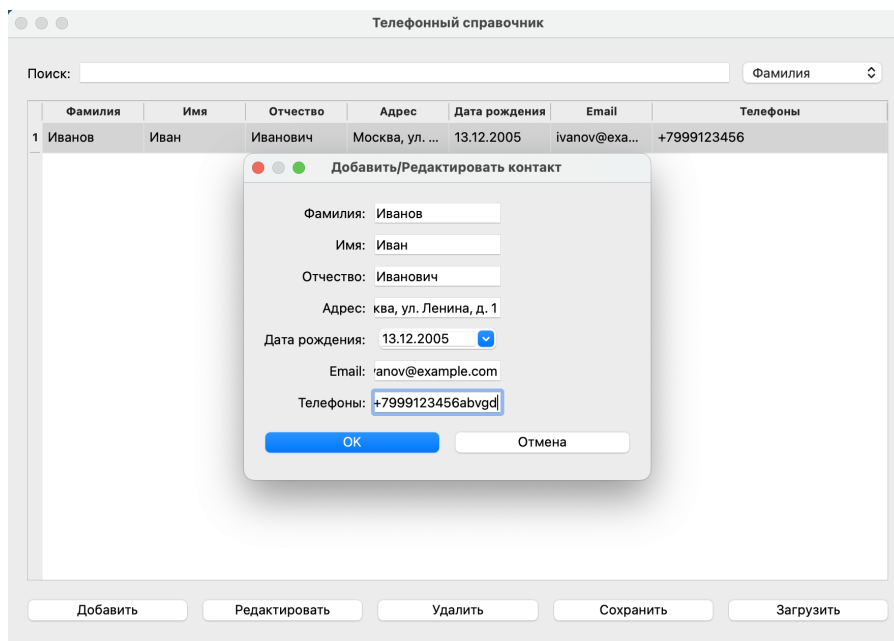 Телефонный справочник
Поиск:
Фамилия
Фамилия Имя Отчество Адрес Дата рождения Email Телефоны
1 Иванов Иван Иванович Москва, ул. ... 13.12.2005 ivanov@exa... +7999123456
Добавить/Редактировать контакт
Фамилия: Иванов
Имя: Иван
Отчество: Иванович
Адрес: ква, ул. Ленина, д. 1
Дата рождения: 13.12.2005
Email: vanov@example.com
Телефоны: +7999123456abvgd
OK Отмена
Добавить Редактировать Удалить Сохранить Загрузить